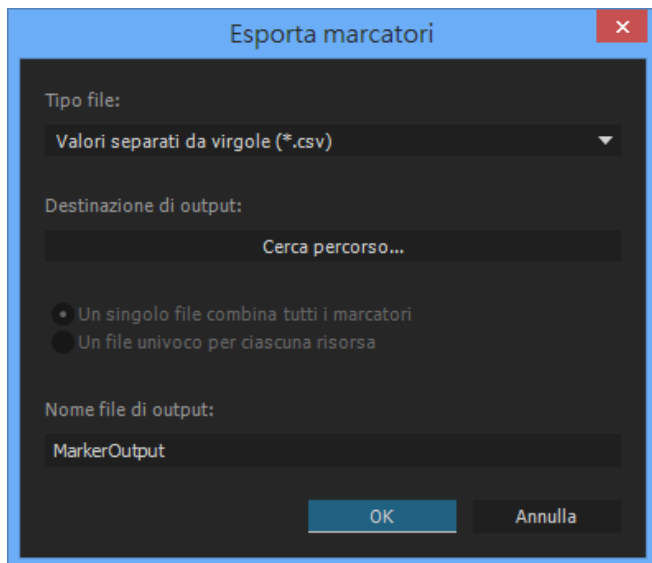 Esporta marcatori
Tipo file:
Valori separati da virgole (*.csv)
Destinazione di output:
Cerca percorso...
Un singolo file combina tutti i marcatori
Un file univoco per ciascuna risorsa
Nome file di output:
MarkerOutput
OK Annulla